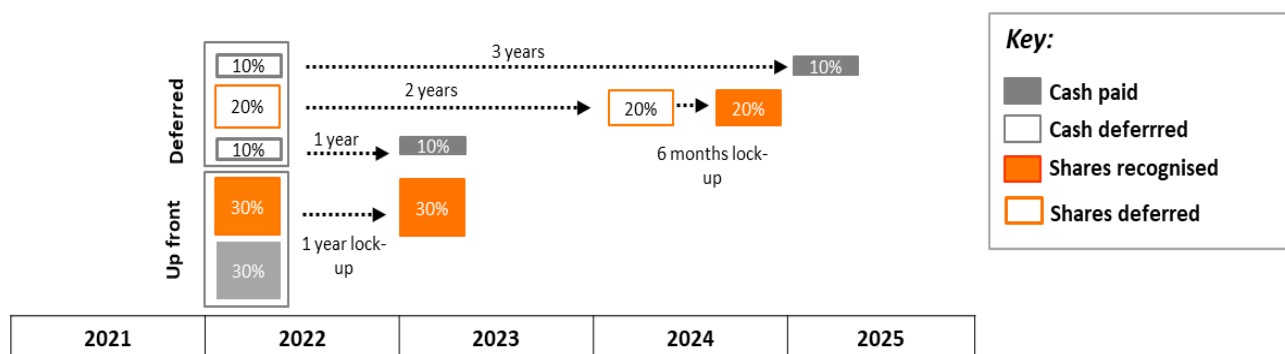 Deferred
10%
3 years
10%
20%
2 years
20%
20%
10%
1 year
10%
6 months lock-
up
Up front
30%
30%
1 year lock-
up
30%
2021
2022
2023
2024
2025
Key:
Cash paid
Cash deferrred
Shares recognised
Shares deferred